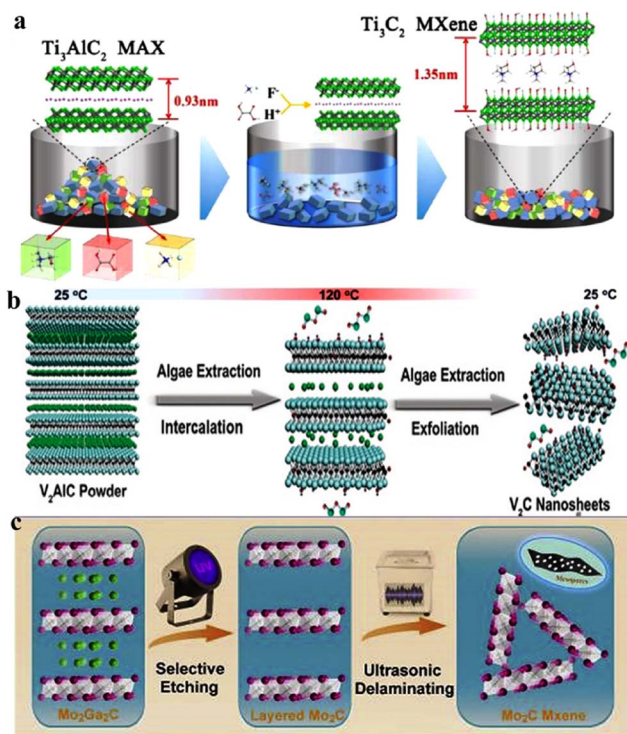 a
Ti₃AlC₂ MAX
0.93nm
F⁻
H⁺
Ti₃C₂ MXene
1.35nm
b
25 °C
120 °C
25 °C
Algae Extraction
Intercalation
Algae Extraction
Exfoliation
V₂AlC Powder
V₂C Nanosheets
c
UV
Selective
Etching
Ultrasonic
Delaminating
Mesopores
Mo₂Ga₂C
Layered Mo₂C
Mo₂C Mxene